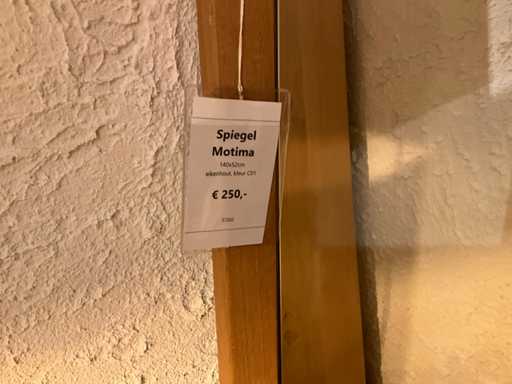 Spiegel
Motima
140x52cm
eikenhout, kleur C01
€ 250,-